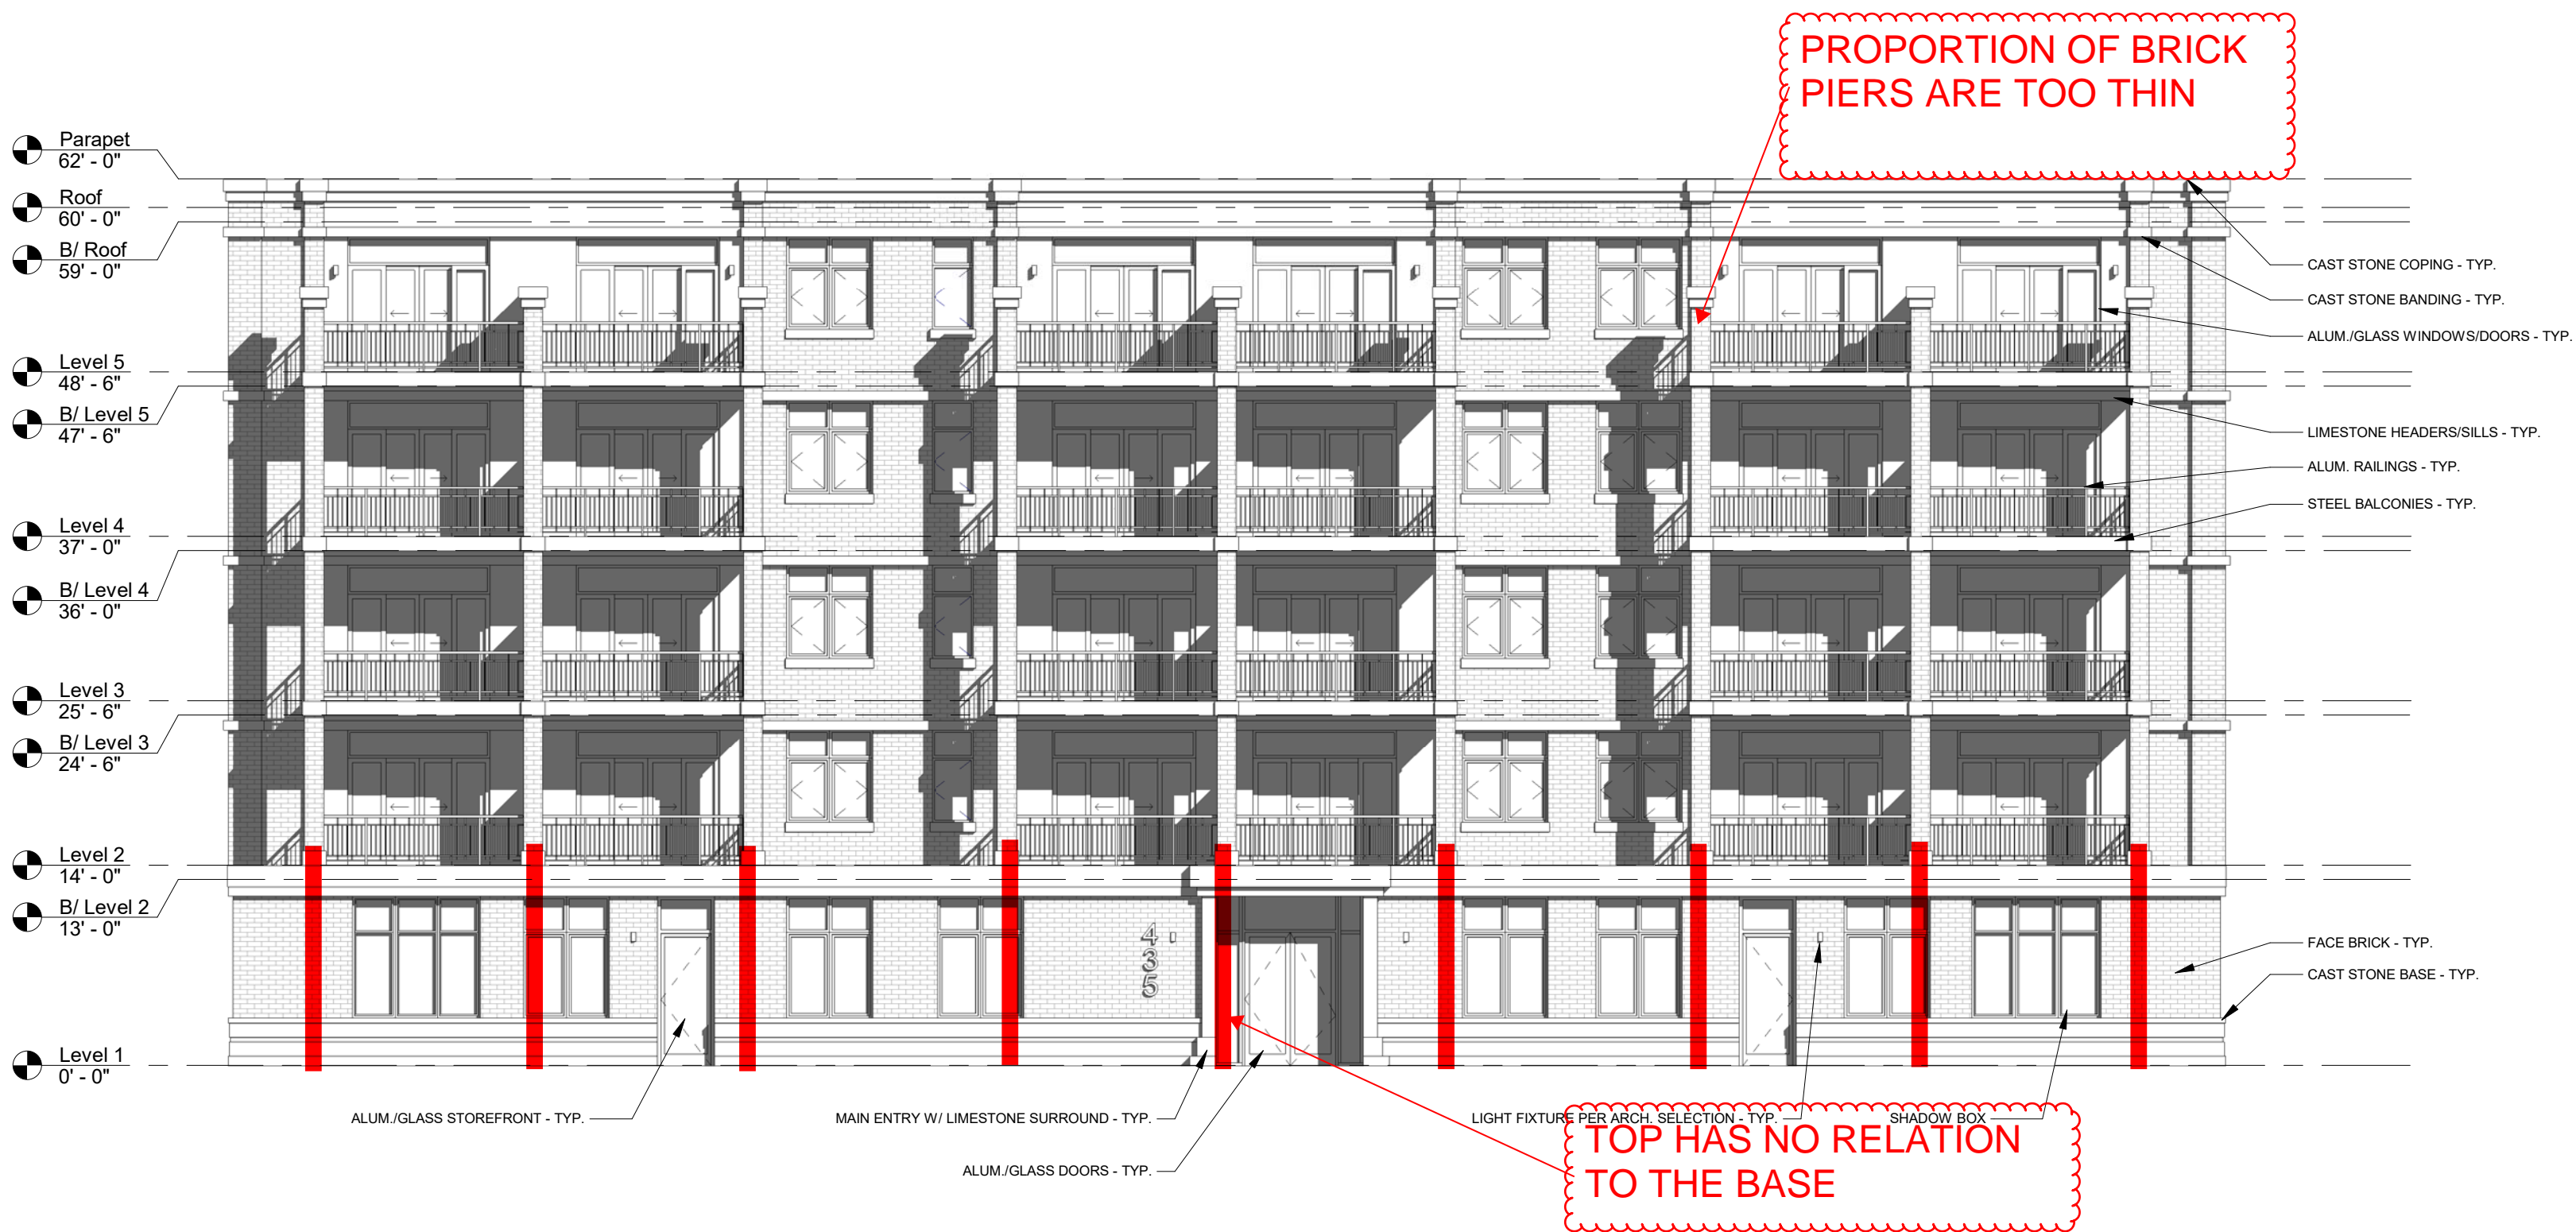 PROPORTION OF BRICK
PIERS ARE TOO THIN
Parapet
62' - 0"
Roof
60' - 0"
B/ Roof
59' - 0"
Level 5
48' - 6"
B/ Level 5
47' - 6"
Level 4
37' - 0"
B/ Level 4
36' - 0"
Level 3
25' - 6"
B/ Level 3
24' - 6"
Level 2
14' - 0"
B/ Level 2
13' - 0"
Level 1
0' - 0"
CAST STONE COPING - TYP.
CAST STONE BANDING - TYP.
ALUM./GLASS WINDOWS/DOORS - TYP.
LIMESTONE HEADERS/SILLS - TYP.
ALUM. RAILINGS - TYP.
STEEL BALCONIES - TYP.
FACE BRICK - TYP.
CAST STONE BASE - TYP.
4
3
5
ALUM./GLASS STOREFRONT - TYP.
MAIN ENTRY W/ LIMESTONE SURROUND - TYP.
LIGHT FIXTURE PER ARCH. SELECTION - TYP.
SHADOW BOX
ALUM./GLASS DOORS - TYP.
TOP HAS NO RELATION
TO THE BASE